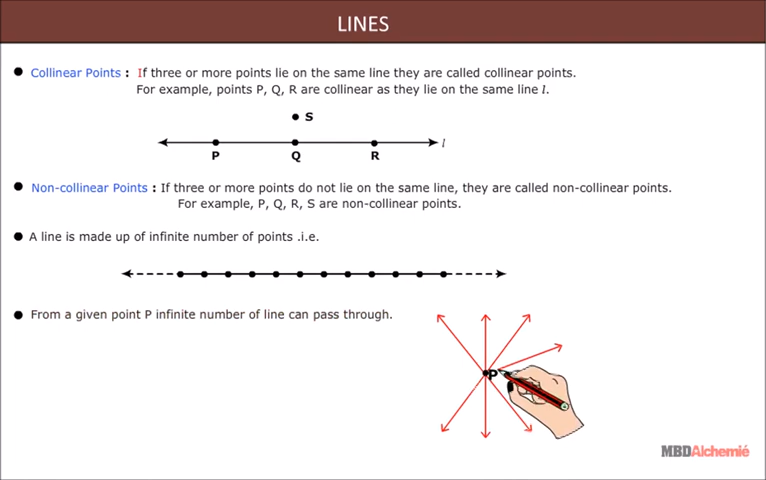 LINES
Collinear Points : If three or more points lie on the same line they are called collinear points.
For example, points P, Q, R are collinear as they lie on the same line l.
S
l
P Q R
Non-collinear Points : If three or more points do not lie on the same line, they are called non-collinear points.
For example, P, Q, R, S are non-collinear points.
A line is made up of infinite number of points .i.e.
From a given point P infinite number of line can pass through.
P
MBDAlchemié